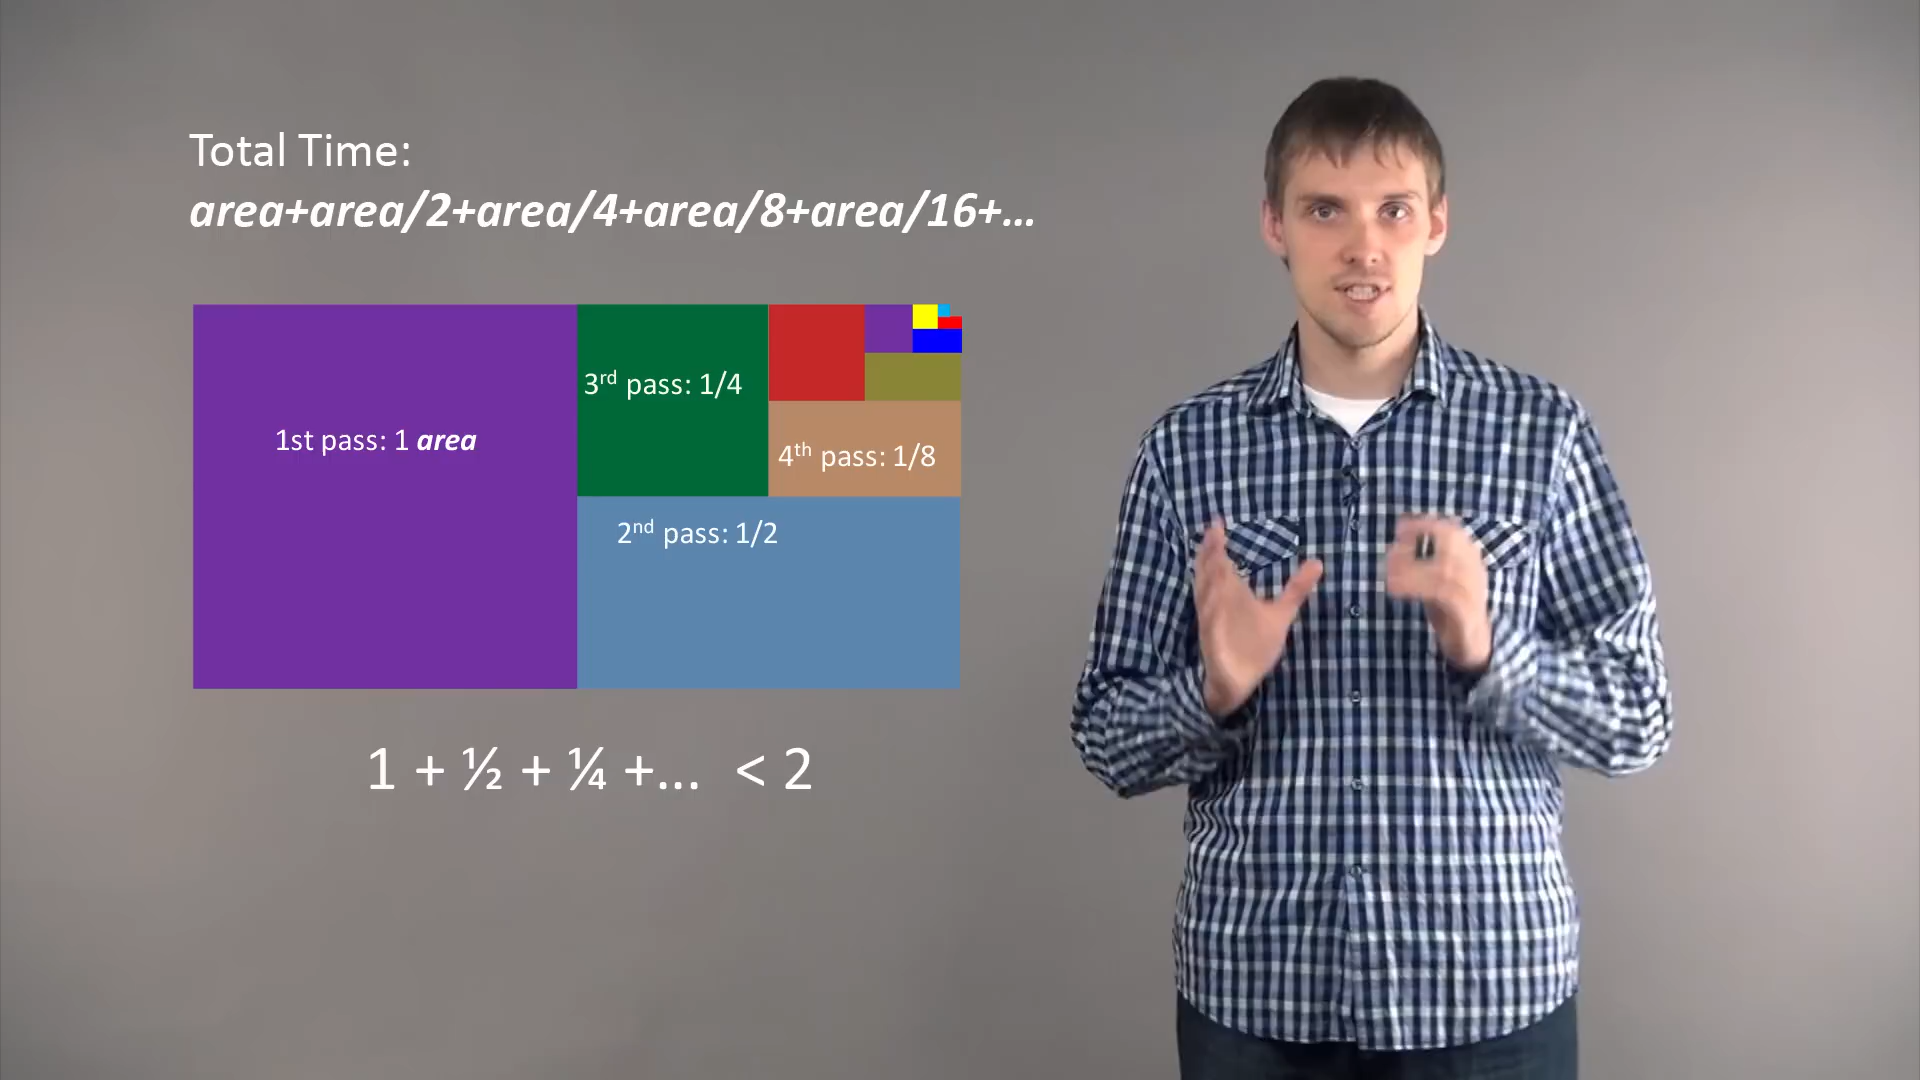 Total Time:
area+area/2+area/4+area/8+area/16+...
1st pass: 1 area
3rd pass: 1/4
4th pass: 1/8
2nd pass: 1/2
1 + ½ + ¼ +... < 2